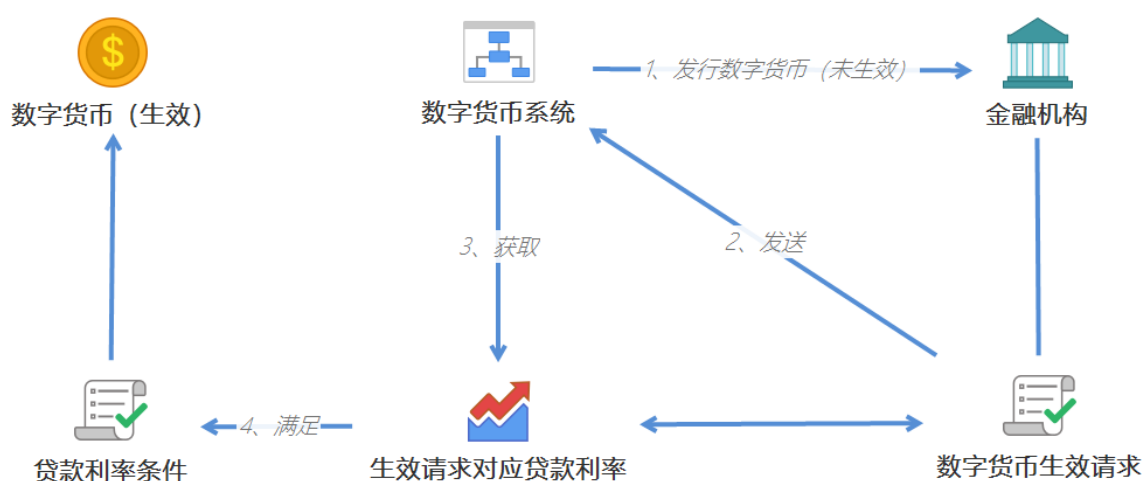 1、发行数字货币（未生效）
数字货币（生效）
数字货币系统
金融机构
3、获取
2、发送
4、满足
贷款利率条件
生效请求对应贷款利率
数字货币生效请求